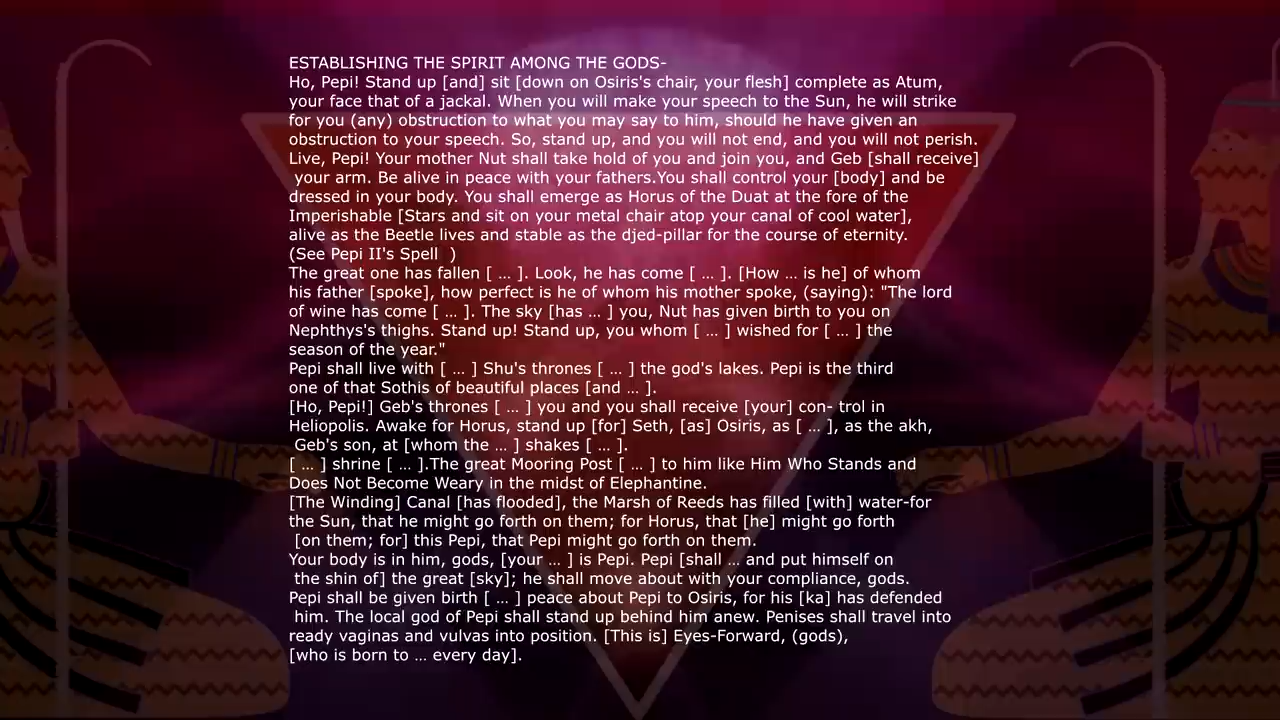 ESTABLISHING THE SPIRIT AMONG THE GODS-
Ho, Pepi! Stand up [and] sit [down on Osiris's chair, your flesh] complete as Atum,
your face that of a jackal. When you will make your speech to the Sun, he will strike
for you (any) obstruction to what you may say to him, should he have given an
obstruction to your speech. So, stand up, and you will not end, and you will not perish.
Live, Pepi! Your mother Nut shall take hold of you and join you, and Geb [shall receive]
your arm. Be alive in peace with your fathers.You shall control your [body] and be
dressed in your body. You shall emerge as Horus of the Duat at the fore of the
Imperishable [Stars and sit on your metal chair atop your canal of cool water],
alive as the Beetle lives and stable as the djed-pillar for the course of eternity.
(See Pepi II's Spell  )
The great one has fallen [ ... ]. Look, he has come [ ... ]. [How ... is he] of whom
his father [spoke], how perfect is he of whom his mother spoke, (saying): "The lord
of wine has come [ ... ]. The sky [has ... ] you, Nut has given birth to you on
Nephthys's thighs. Stand up! Stand up, you whom [ ... ] wished for [ ... ] the
season of the year."
Pepi shall live with [ ... ] Shu's thrones [ ... ] the god's lakes. Pepi is the third
one of that Sothis of beautiful places [and ... ].
[Ho, Pepi!] Geb's thrones [ ... ] you and you shall receive [your] con- trol in
Heliopolis. Awake for Horus, stand up [for] Seth, [as] Osiris, as [ ... ], as the akh,
Geb's son, at [whom the ... ] shakes [ ... ].
[ ... ] shrine [ ... ].The great Mooring Post [ ... ] to him like Him Who Stands and
Does Not Become Weary in the midst of Elephantine.
[The Winding] Canal [has flooded], the Marsh of Reeds has filled [with] water-for
the Sun, that he might go forth on them; for Horus, that [he] might go forth
[on them; for] this Pepi, that Pepi might go forth on them.
Your body is in him, gods, [your ... ] is Pepi. Pepi [shall ... and put himself on
the shin of] the great [sky]; he shall move about with your compliance, gods.
Pepi shall be given birth [ ... ] peace about Pepi to Osiris, for his [ka] has defended
him. The local god of Pepi shall stand up behind him anew. Penises shall travel into
ready vaginas and vulvas into position. [This is] Eyes-Forward, (gods),
[who is born to ... every day].